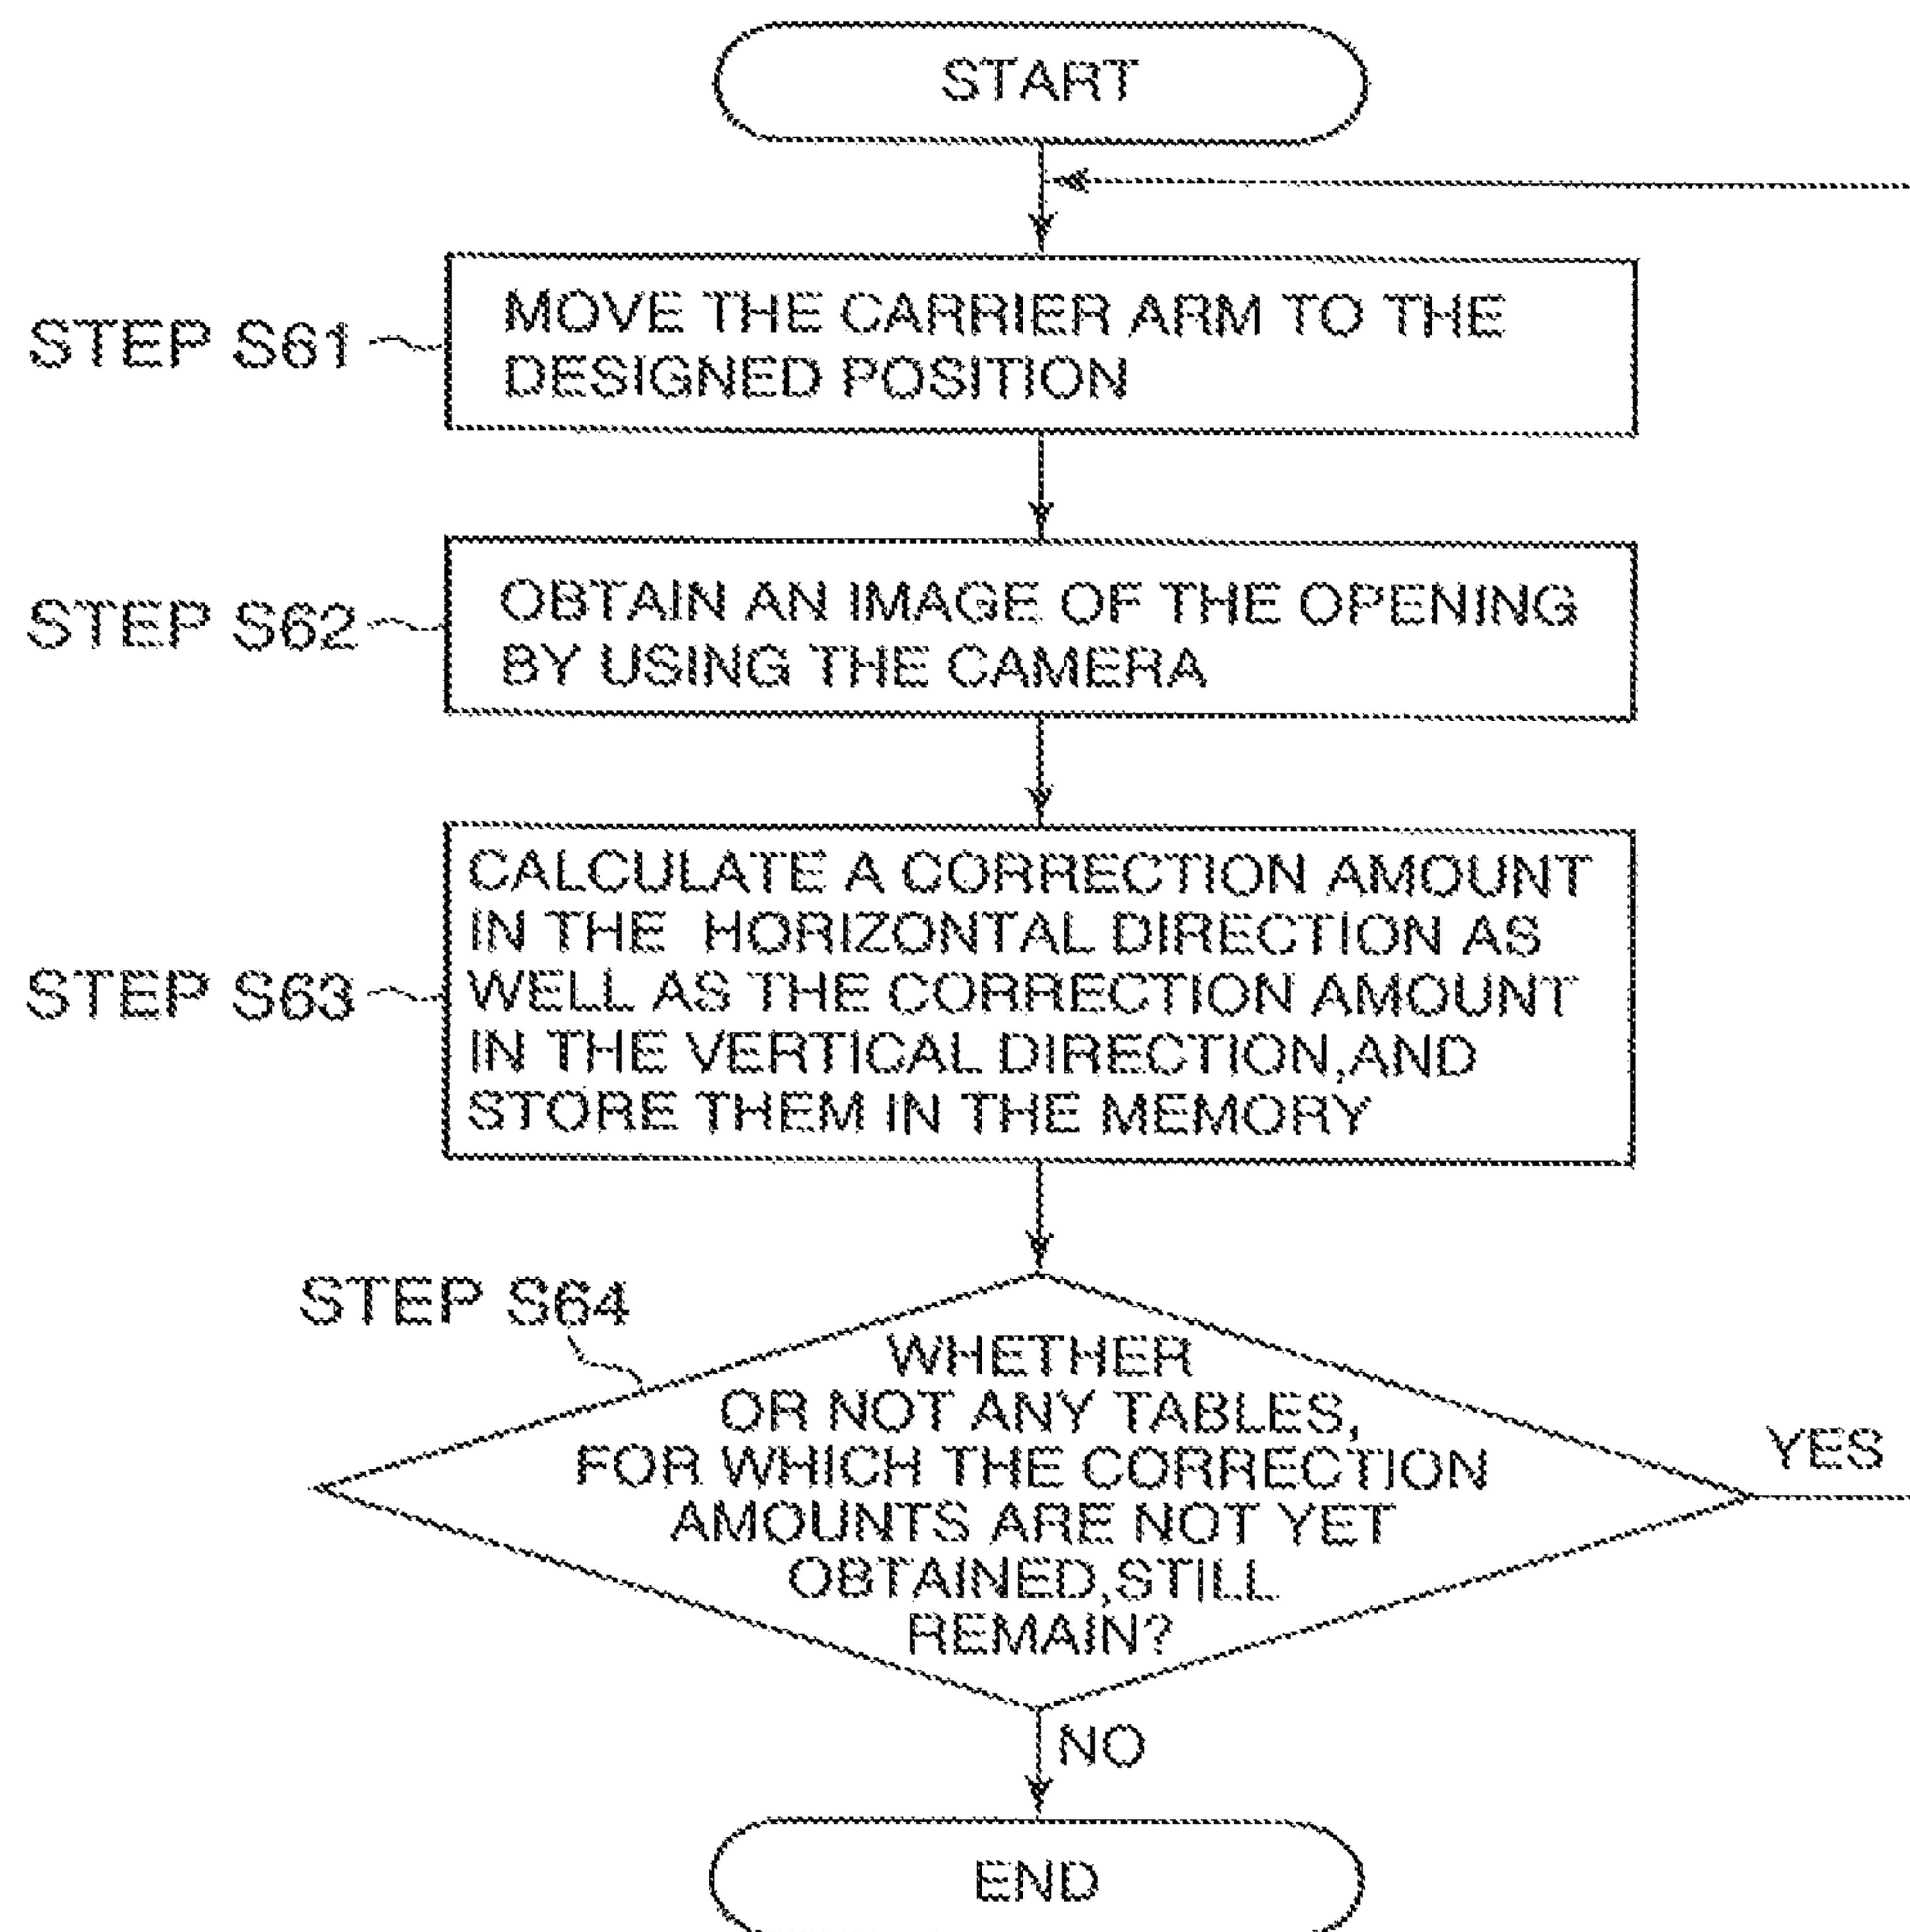 START
STEP S61
MOVE THE CARRIER ARM TO THE
DESIGNED POSITION
STEP S62
OBTAIN AN IMAGE OF THE OPENING
BY USING THE CAMERA
STEP S63
CALCULATE A CORRECTION AMOUNT
IN THE HORIZONTAL DIRECTION AS
WELL AS THE CORRECTION AMOUNT
IN THE VERTICAL DIRECTION,AND
STORE THEM IN THE MEMORY
STEP S64
WHETHER
OR NOT ANY TABLES,
FOR WHICH THE CORRECTION
AMOUNTS ARE NOT YET
OBTAINED,STILL
REMAIN?
YES
NO
END